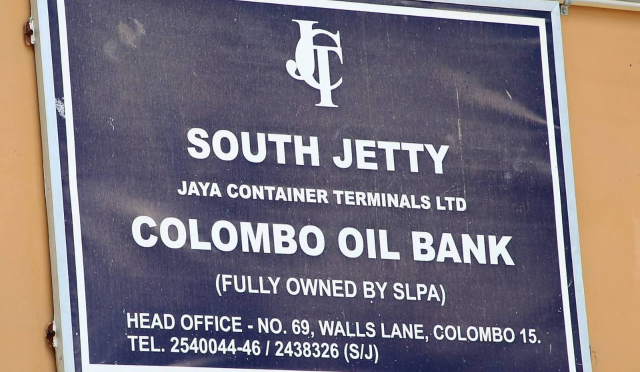 JCT
SOUTH JETTY
JAYA CONTAINER TERMINALS LTD
COLOMBO OIL BANK
(FULLY OWNED BY SLPA)
HEAD OFFICE - NO. 69, WALLS LANE, COLOMBO 15.
TEL. 2540044-46 / 2438326 (S/J)